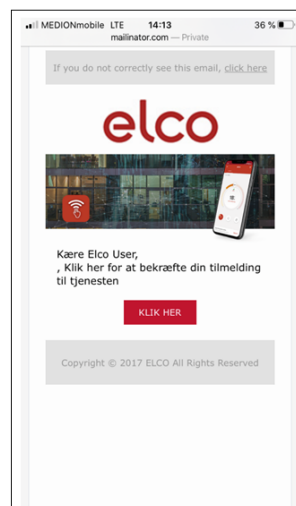 MEDIONmobile LTE 14:13 36 %
mailinator.com — Private
If you do not correctly see this email, click here
elco
Kære Elco User,
, Klik her for at bekræfte din tilmelding
til tjenesten
KLIK HER
Copyright © 2017 ELCO All Rights Reserved